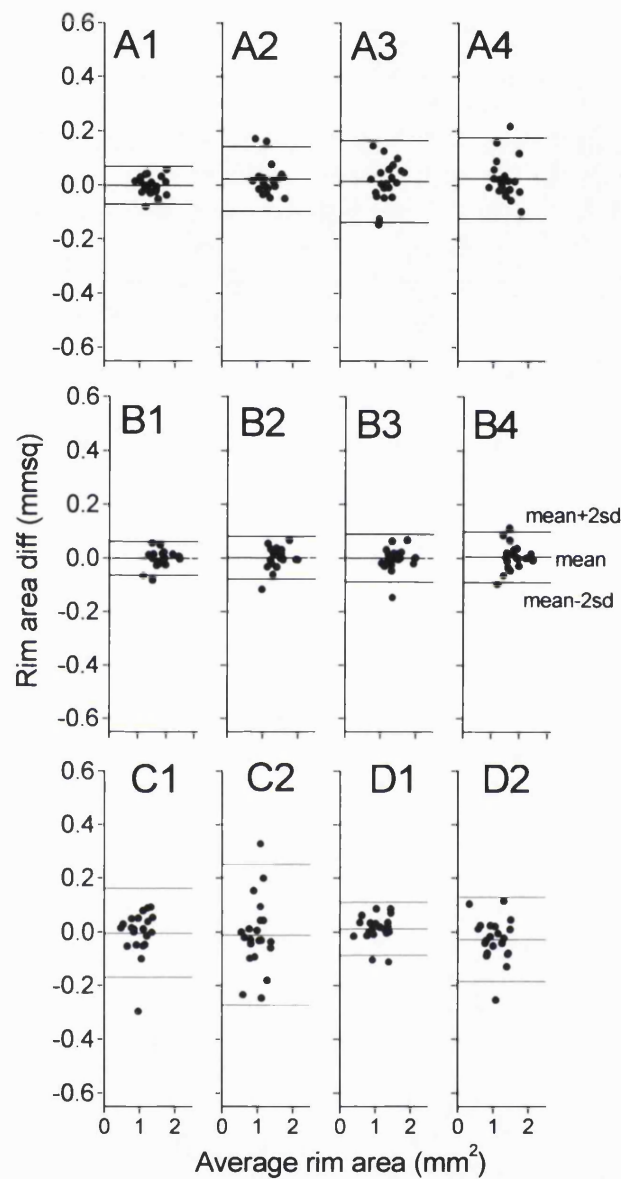 A1 A2 A3 A4
0.6
0.4
0.2
0.0
-0.2
-0.4
-0.6
B1 B2 B3 B4
0.6
0.4
0.2
0.0
-0.2
-0.4
-0.6
mean+2sd
mean
mean-2sd
Rim area diff (mmsq)
C1 C2 D1 D2
0.6
0.4
0.2
0.0
-0.2
-0.4
-0.6
0 1 2 0 1 2 0 1 2 0 1 2
Average rim area (mm²)